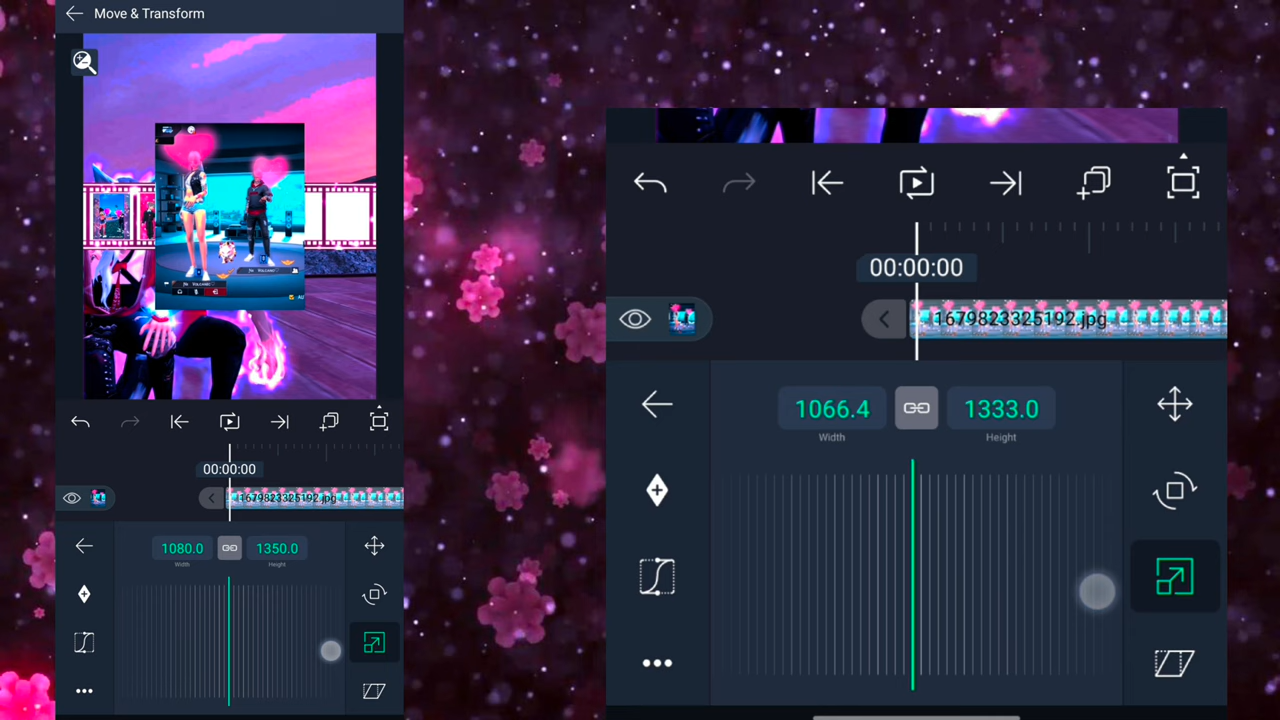 Move & Transform
00:00:00
1679823325192.jpg
1080.0
1350.0
Width
Height
00:00:00
1679823325192.jpg
1066.4
1333.0
Width
Height